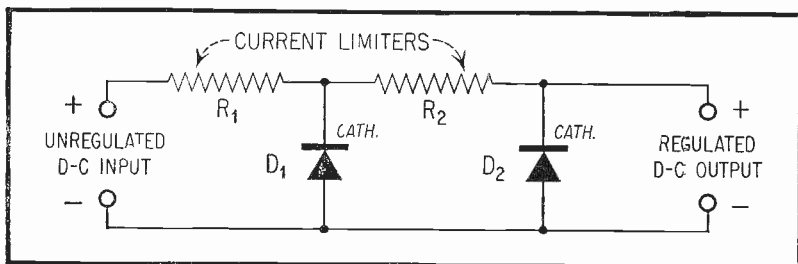 CURRENT LIMITERS
+
R1
R2
+
UNREGULATED
D-C INPUT
CATH.
D1
CATH.
D2
REGULATED
D-C OUTPUT
−
−